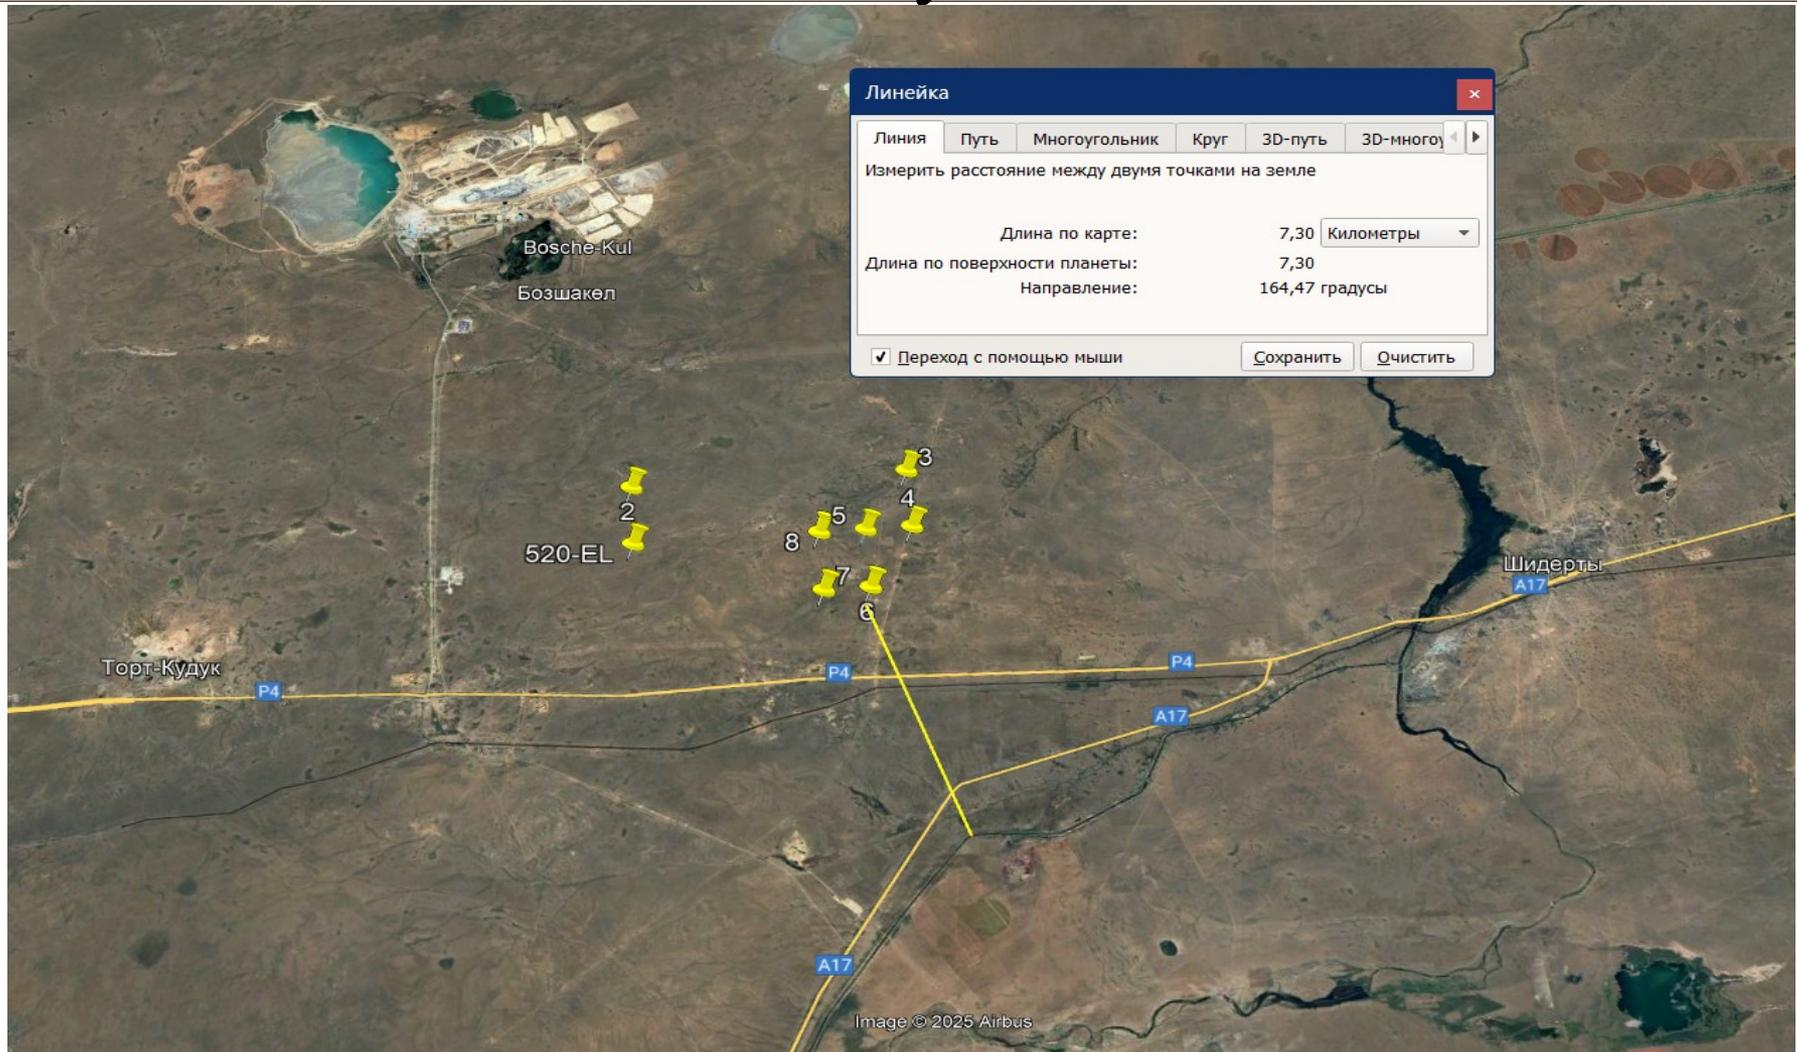 Линейка
Линия Путь Многоугольник Круг 3D-путь 3D-многоу
Измерить расстояние между двумя точками на земле
Длина по карте: 7,30 Километры
Длина по поверхности планеты: 7,30
Направление: 164,47 градусы
Переход с помощью мыши Сохранить Очистить
Bosche-Kul
Бозшакөл
3
4
2
5
8
520-EL
7
6
Шидерты
A17
Торт-Кудук
P4
P4
P4
A17
A17
Image © 2025 Airbus